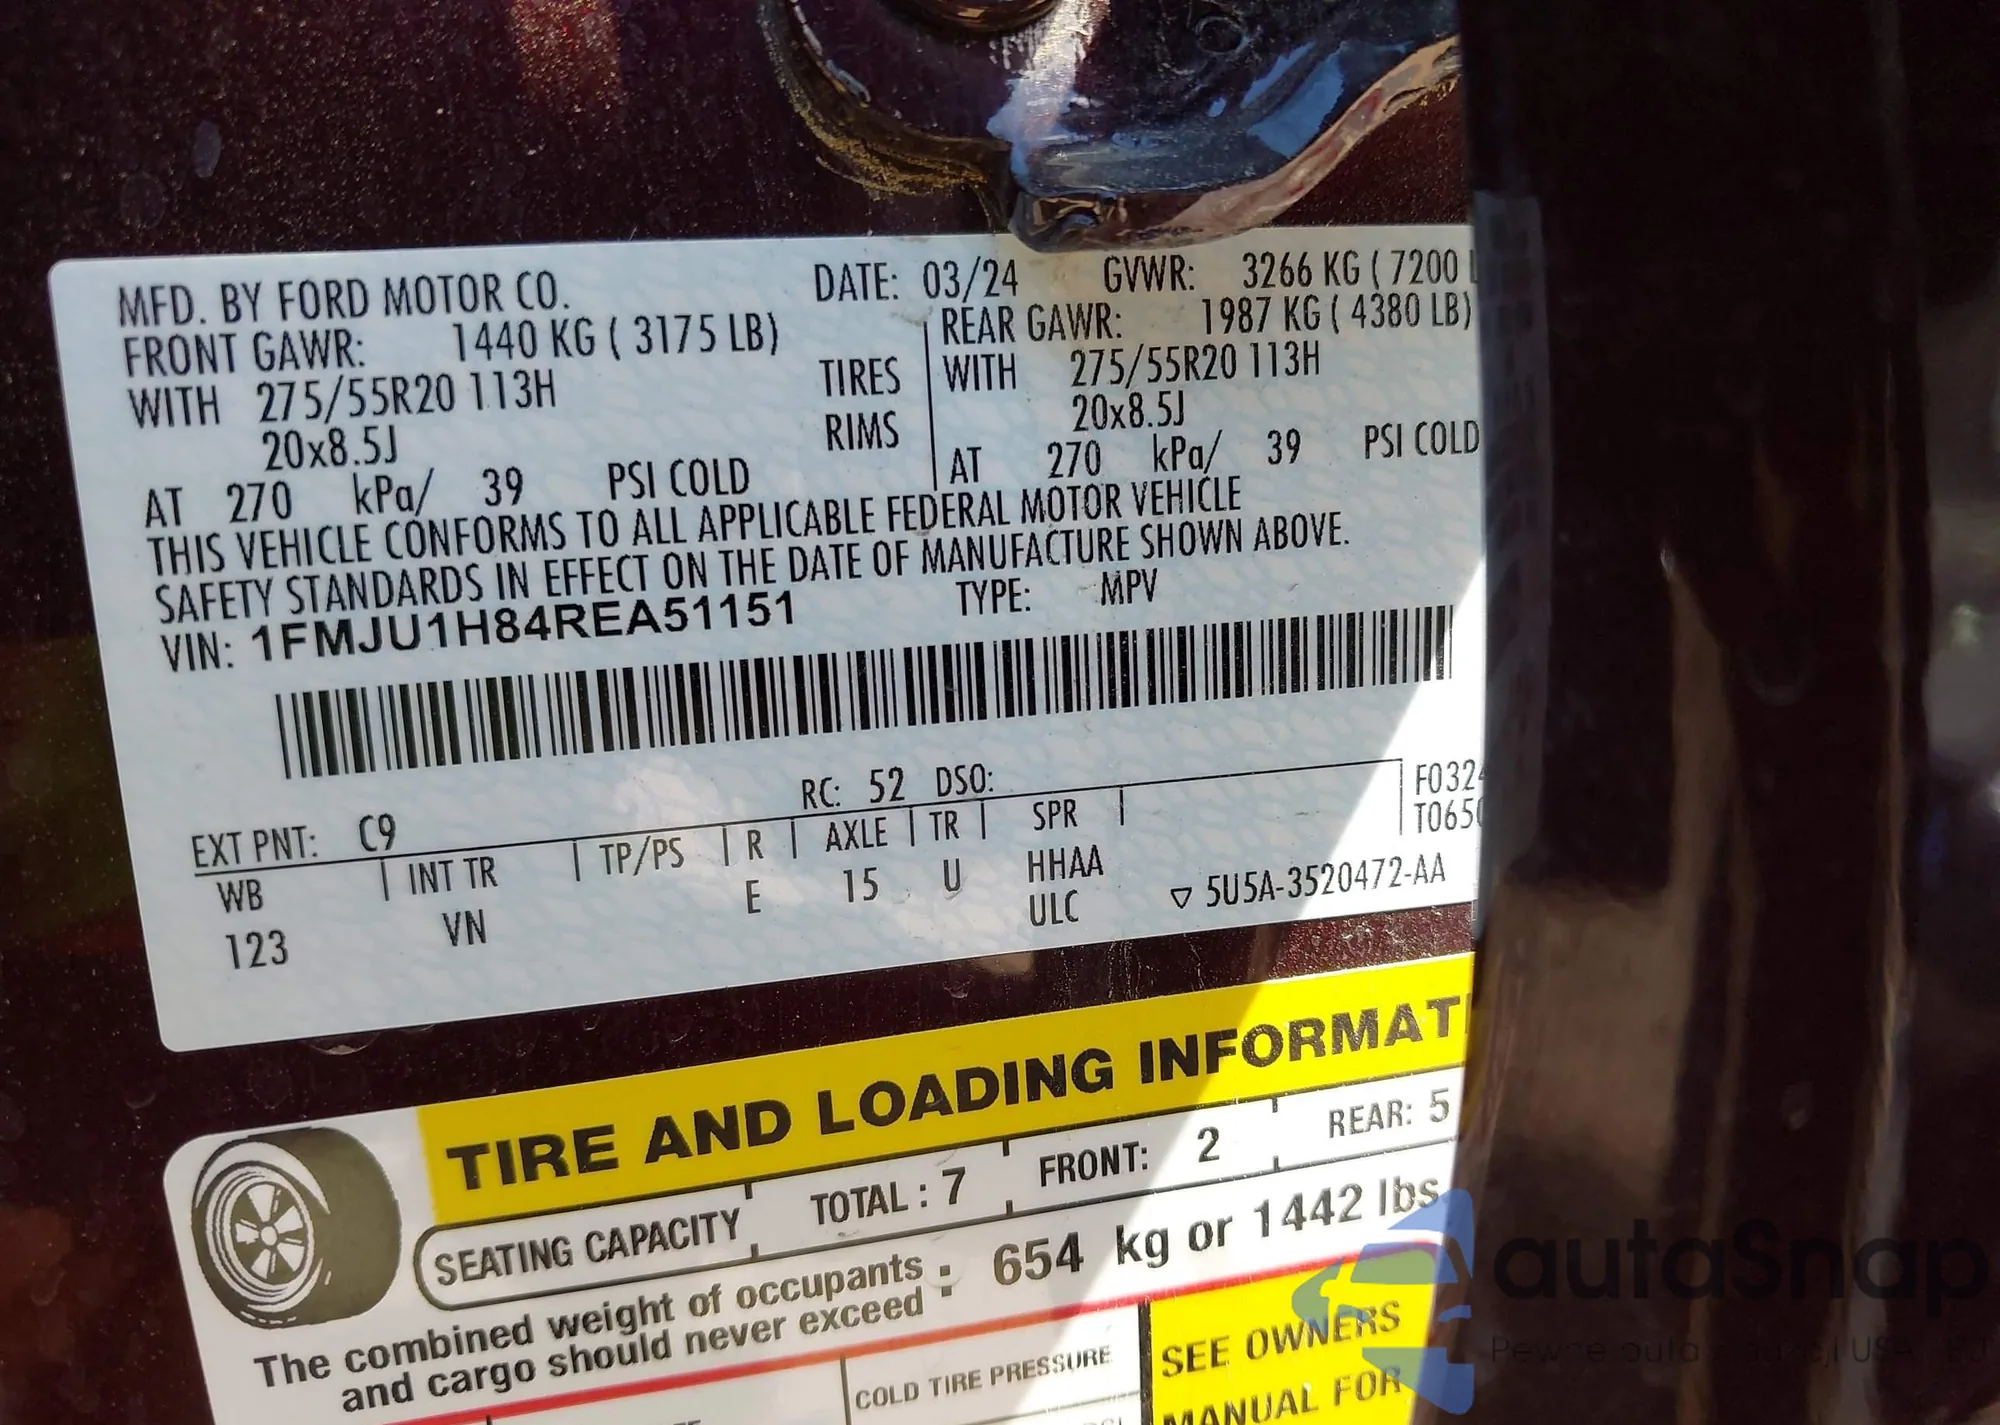 MFD. BY FORD MOTOR CO. DATE: 03/24 GVWR: 3266 KG ( 7200
FRONT GAWR: 1440 KG ( 3175 LB) REAR GAWR: 1987 KG ( 4380 LB)
WITH 275/55R20 113H TIRES WITH 275/55R20 113H
20x8.5J RIMS 20x8.5J
AT 270 kPa/ 39 PSI COLD AT 270 kPa/ 39 PSI COLD
THIS VEHICLE CONFORMS TO ALL APPLICABLE FEDERAL MOTOR VEHICLE
SAFETY STANDARDS IN EFFECT ON THE DATE OF MANUFACTURE SHOWN ABOVE.
VIN: 1FMJU1H84REA51151 TYPE: MPV
RC: 52 DSO:
EXT PNT: C9
F0324
T0650
WB INT TR TP/PS R AXLE TR SPR
123 VN E 15 U HHAA
ULC
▽ 5U5A-3520472-AA
TIRE AND LOADING INFORMAT
SEATING CAPACITY TOTAL : 7 FRONT: 2 REAR: 5
The combined weight of occupants
and cargo should never exceed : 654 kg or 1442 lbs
COLD TIRE PRESSURE
SEE OWNERS
MANUAL FOR
autaSnap